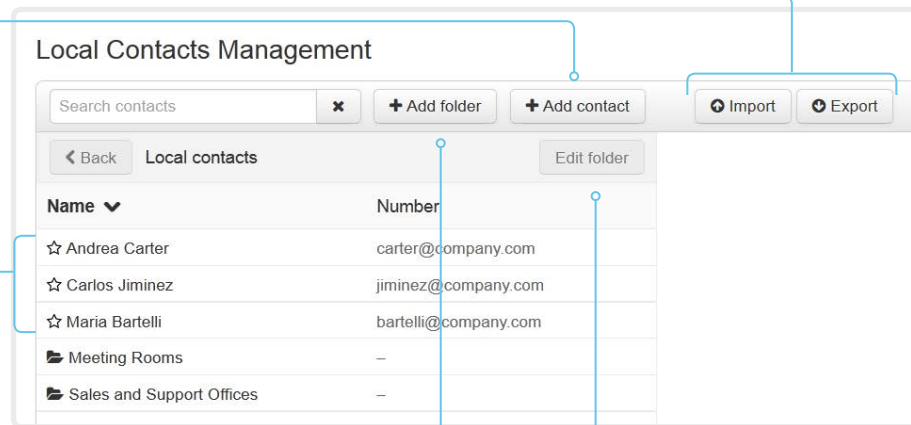 Local Contacts Management
Search contacts
Add folder
Add contact
Import
Export
Back
Local contacts
Edit folder
Name
Number
Andrea Carter carter@company.com
Carlos Jiminez jiminez@company.com
Maria Bartelli bartelli@company.com
Meeting Rooms –
Sales and Support Offices –